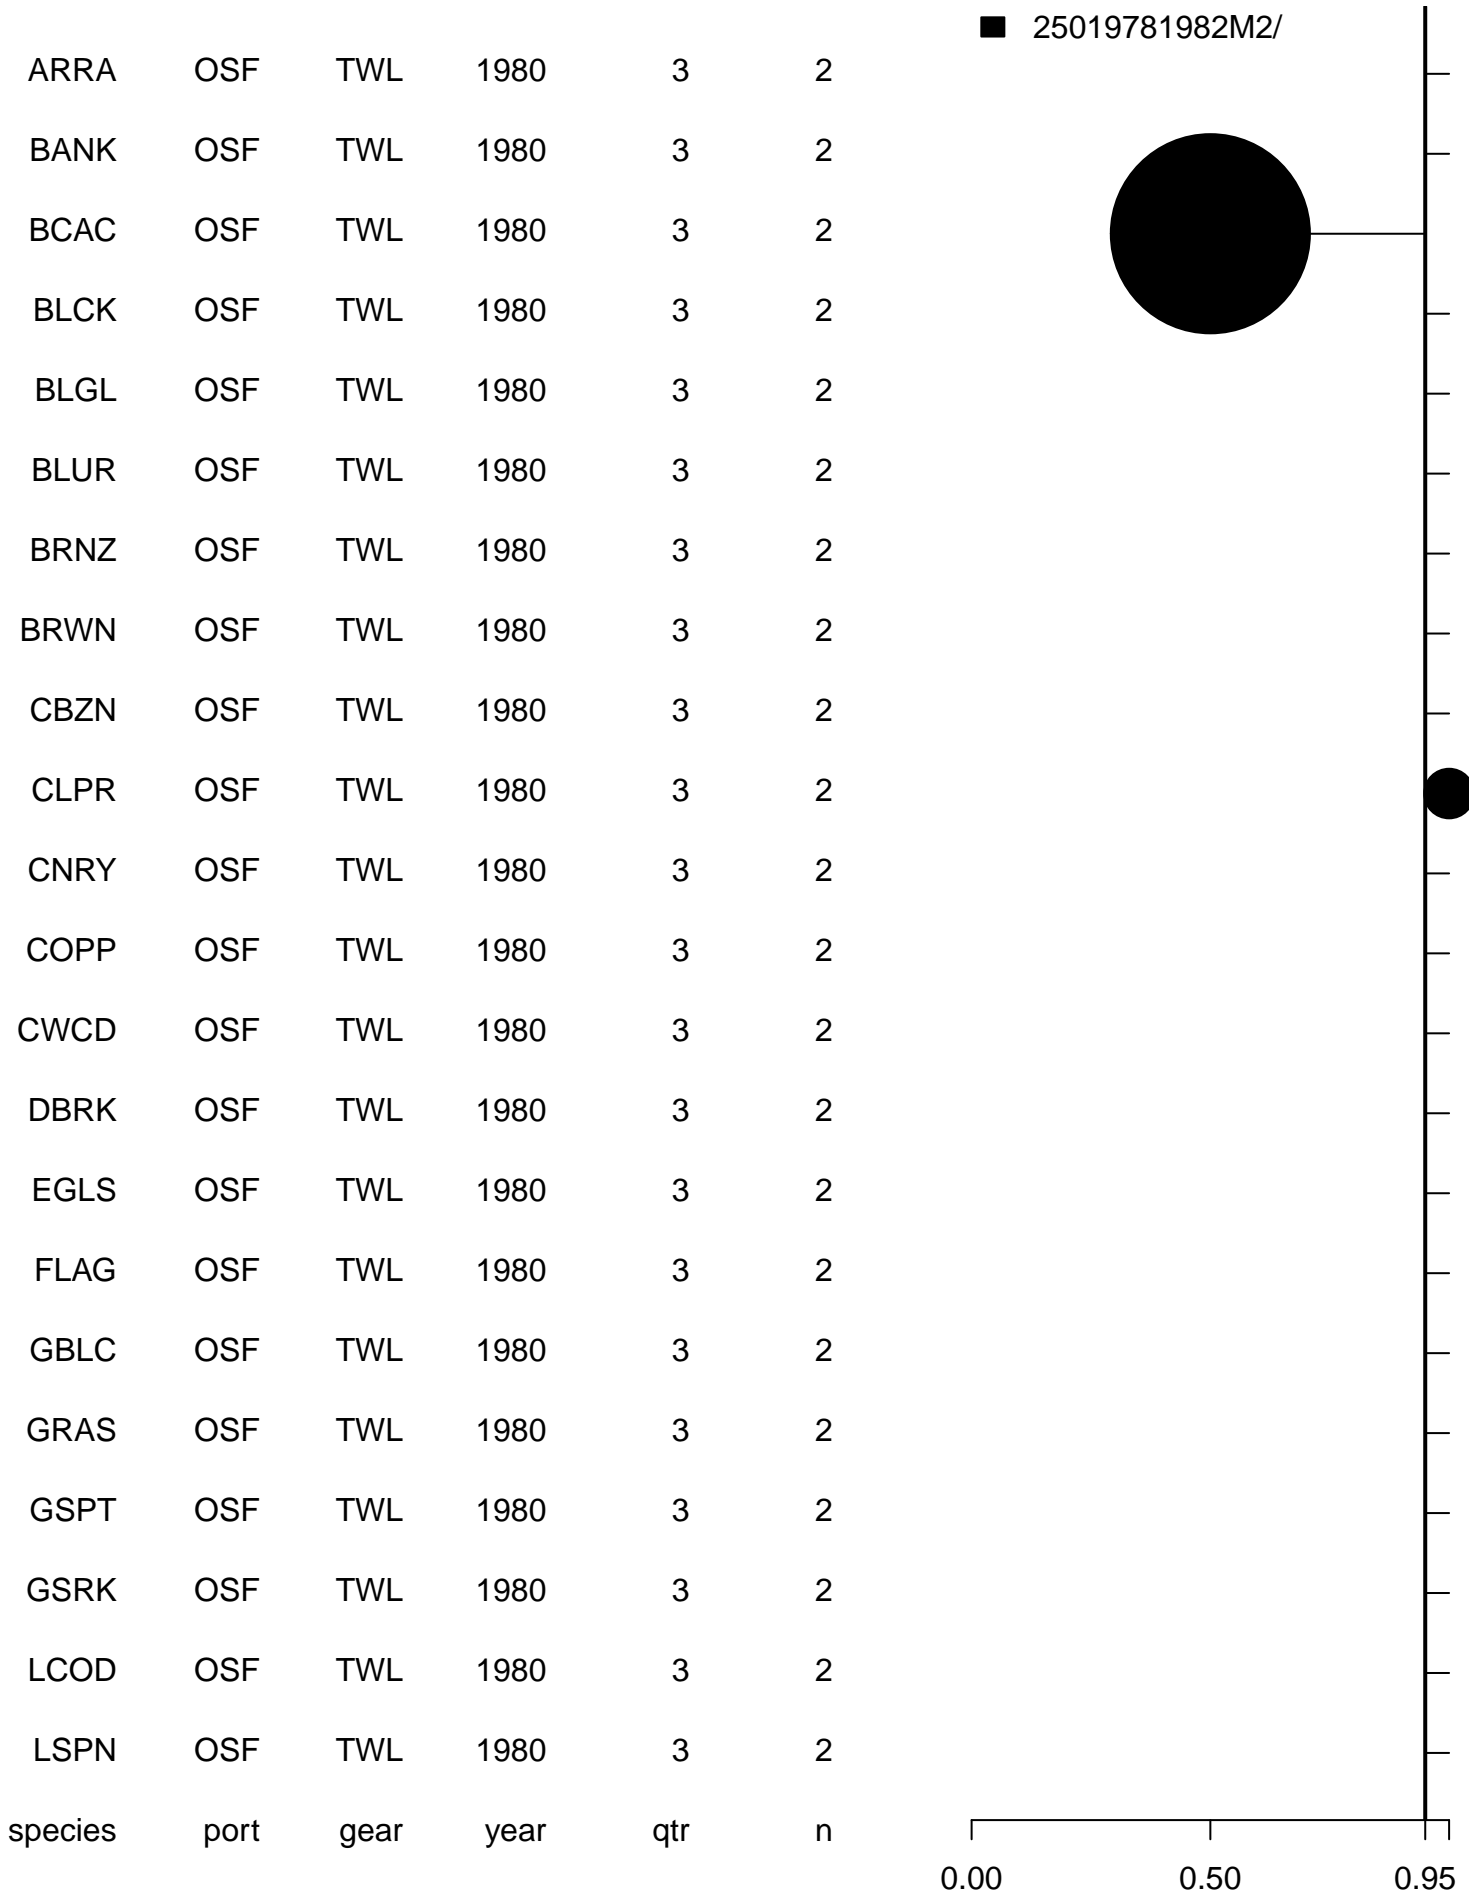 25019781982M2/
ARRA OSF TWL 1980 3 2
BANK OSF TWL 1980 3 2
BCAC OSF TWL 1980 3 2
BLCK OSF TWL 1980 3 2
BLGL OSF TWL 1980 3 2
BLUR OSF TWL 1980 3 2
BRNZ OSF TWL 1980 3 2
BRWN OSF TWL 1980 3 2
CBZN OSF TWL 1980 3 2
CLPR OSF TWL 1980 3 2
CNRY OSF TWL 1980 3 2
COPP OSF TWL 1980 3 2
CWCD OSF TWL 1980 3 2
DBRK OSF TWL 1980 3 2
EGLS OSF TWL 1980 3 2
FLAG OSF TWL 1980 3 2
GBLC OSF TWL 1980 3 2
GRAS OSF TWL 1980 3 2
GSPT OSF TWL 1980 3 2
GSRK OSF TWL 1980 3 2
LCOD OSF TWL 1980 3 2
LSPN OSF TWL 1980 3 2
species port gear year qtr n
0.00 0.50 0.95